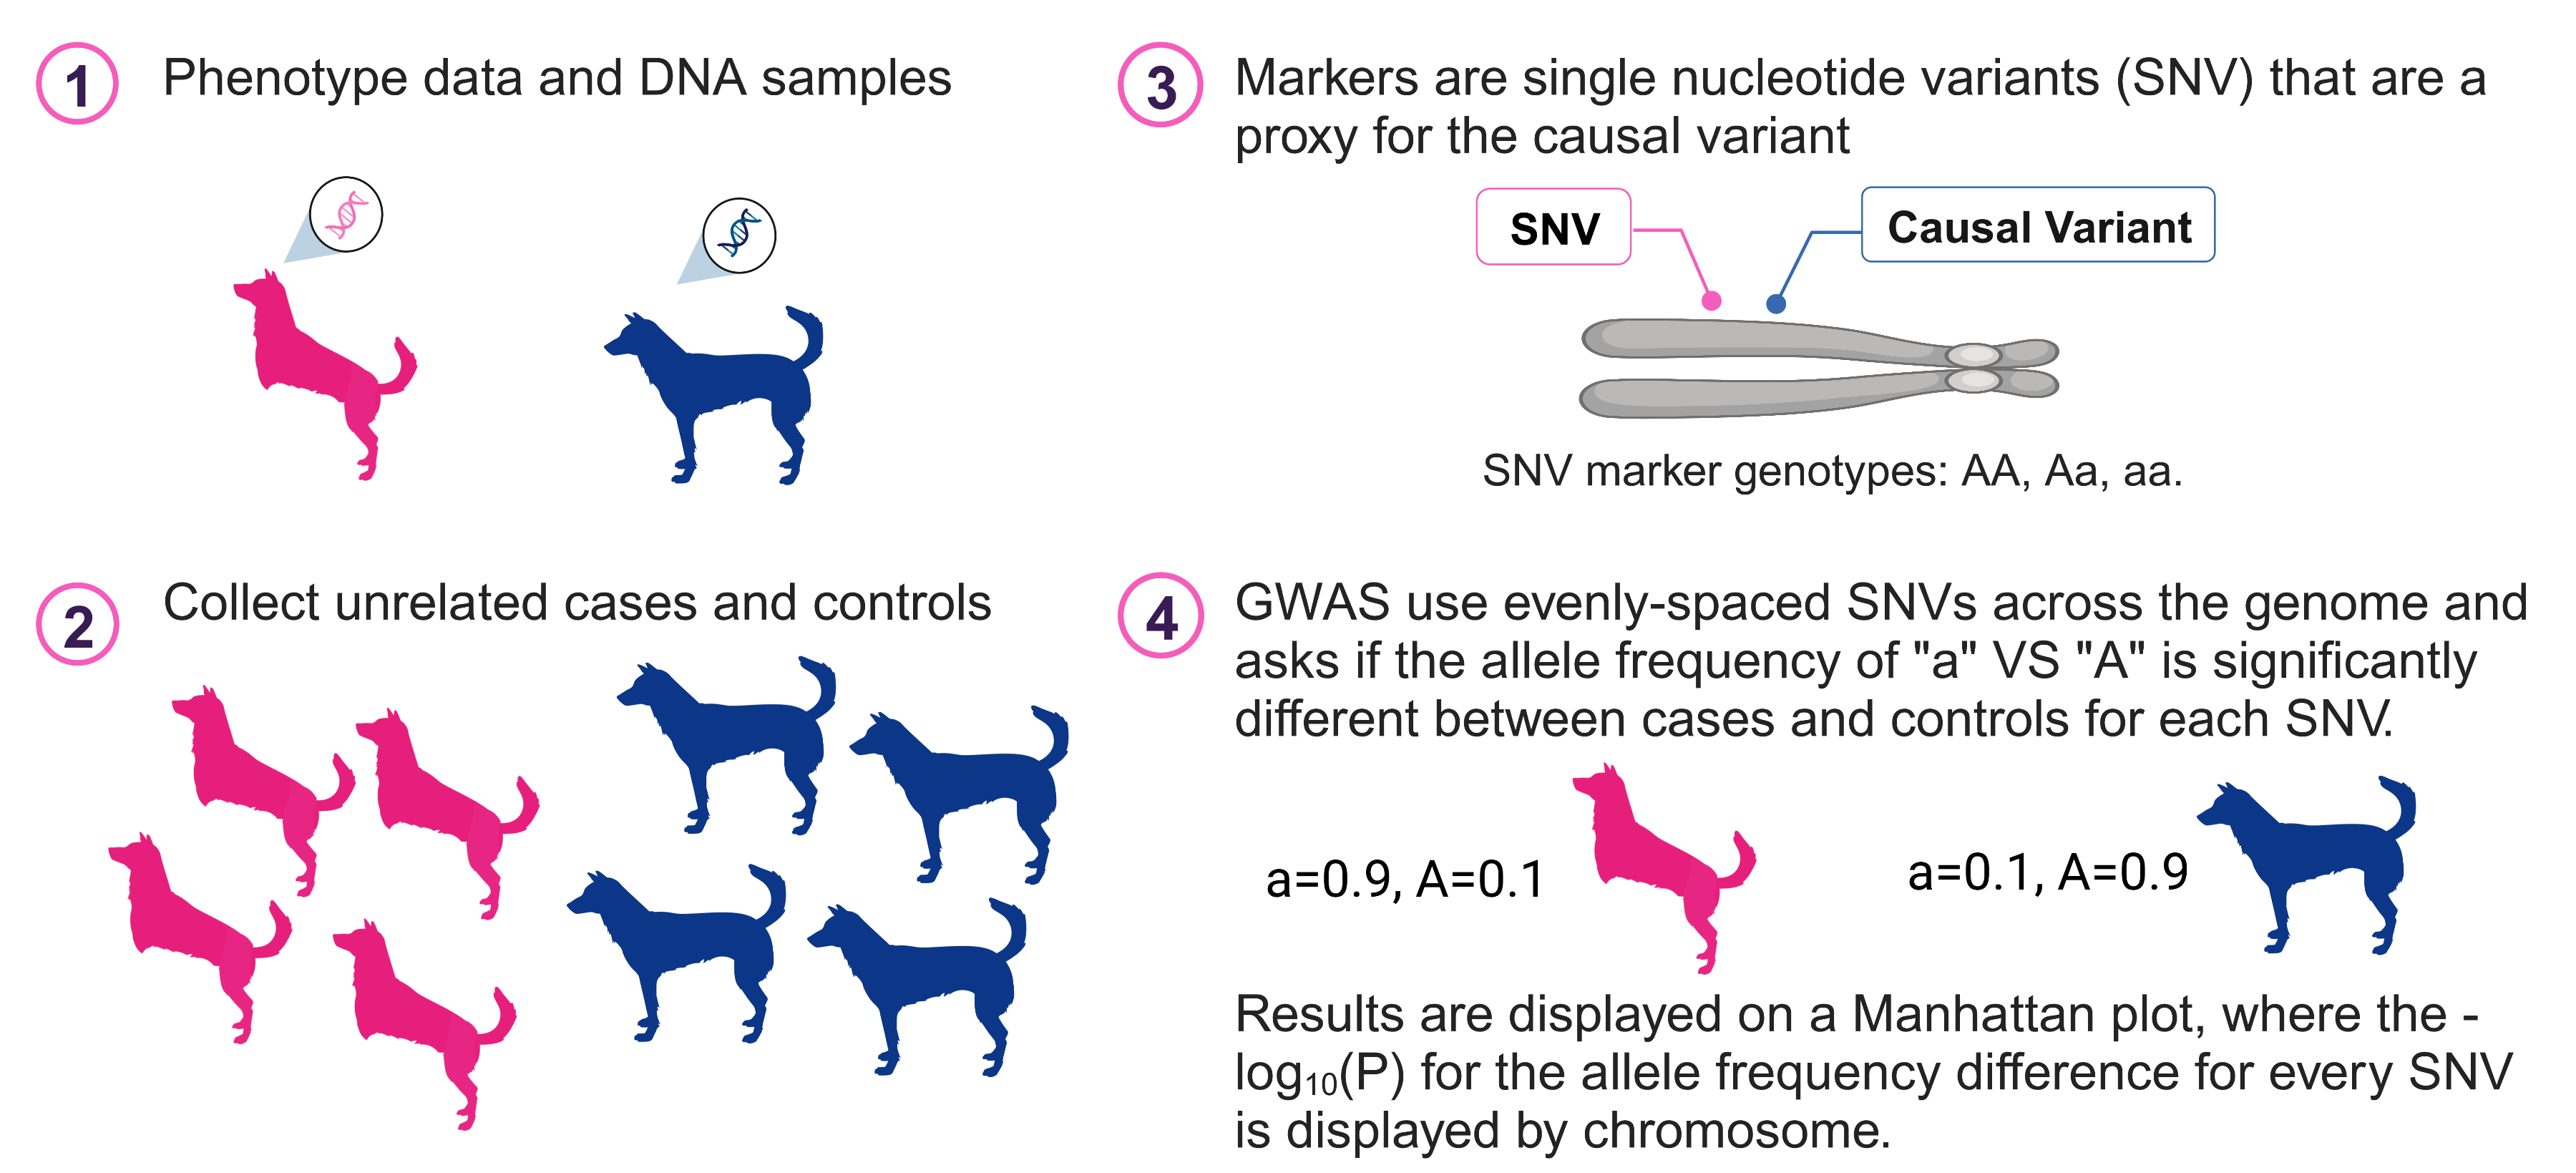 1
Phenotype data and DNA samples
2
Collect unrelated cases and controls
3
Markers are single nucleotide variants (SNV) that are a
proxy for the causal variant
SNV
Causal Variant
SNV marker genotypes: AA, Aa, aa.
4
GWAS use evenly-spaced SNVs across the genome and
asks if the allele frequency of "a" VS "A" is significantly
different between cases and controls for each SNV.
a=0.9, A=0.1
a=0.1, A=0.9
Results are displayed on a Manhattan plot, where the -
log₁₀(P) for the allele frequency difference for every SNV
is displayed by chromosome.